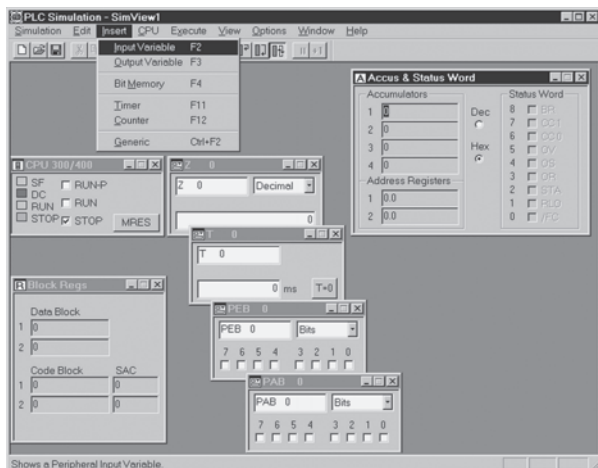 PLC Simulation - SimView1
Simulation Edit Insert CPU Execute View Options Window Help
Input Variable F2
Output Variable F3
Bit Memory F4
Timer F11
Counter F12
Generic Ctrl+F2
Accus & Status Word
Accumulators
Status Word
1 0
2 0
3 0
4 0
Dec
Hex
8 BR
7 CC1
6 CC0
5 OV
4 OS
3 OR
2 STA
1 RLO
0 /FC
Address Registers
1 0.0
2 0.0
CPU 300/400
SF RUN-P
DC
RUN RUN
STOP STOP MRES
Z 0
Z 0 Decimal
0
T 0
T 0
0 ms T=0
Block Regs
Data Block
1 0
2 0
Code Block SAC
1 0 0
2 0 0
PEB 0
PEB 0 Bits
7 6 5 4 3 2 1 0
PAB 0
PAB 0 Bits
7 6 5 4 3 2 1 0
Shows a Peripheral Input Variable.